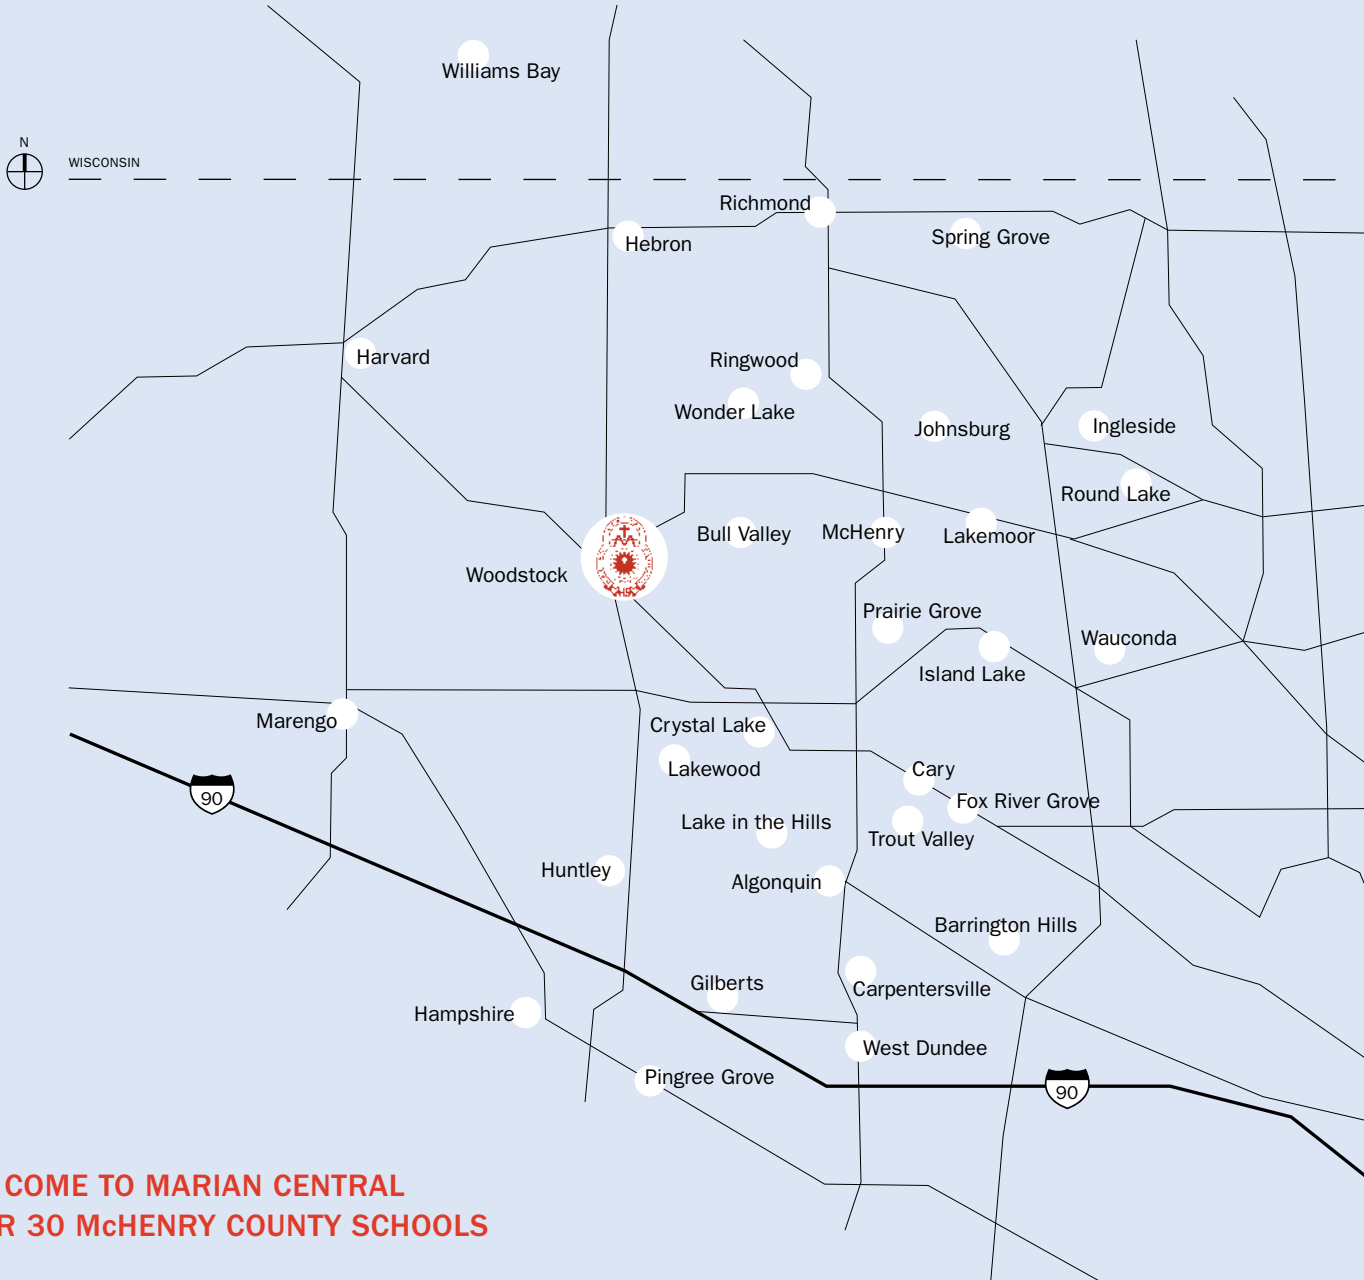 Williams Bay
N
WISCONSIN
Richmond
Spring Grove
Hebron
Harvard
Ringwood
Wonder Lake
Johnsburg
Ingleside
Round Lake
Bull Valley
McHenry
Lakemoor
Woodstock
Prairie Grove
Wauconda
Island Lake
Marengo
Crystal Lake
Lakewood
Cary
90
Fox River Grove
Lake in the Hills
Trout Valley
Huntley
Algonquin
Barrington Hills
Gilberts
Carpentersville
Hampshire
West Dundee
Pingree Grove
90
COME TO MARIAN CENTRAL
R 30 McHENRY COUNTY SCHOOLS